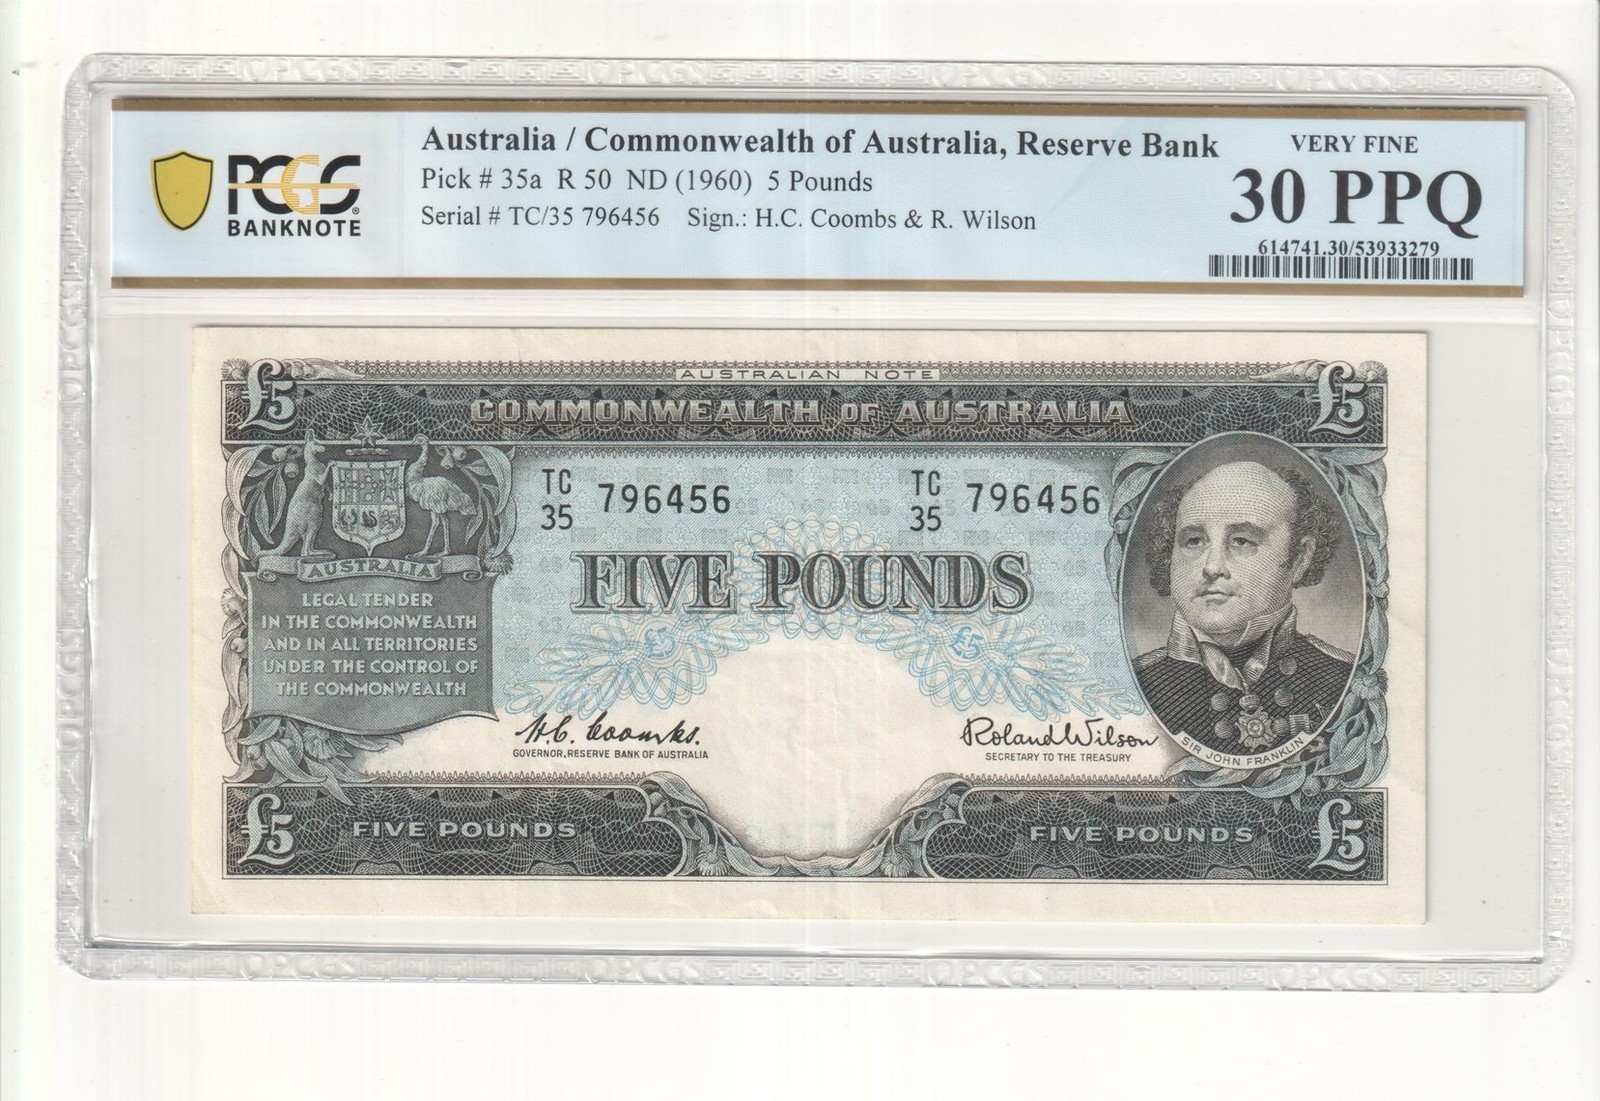 PCGS
BANKNOTE
Australia / Commonwealth of Australia, Reserve Bank
Pick # 35a R 50 ND (1960) 5 Pounds
Serial # TC/35 796456 Sign.: H.C. Coombs & R. Wilson
VERY FINE
30 PPQ
614741.30/53933279
£5 AUSTRALIAN NOTE £5
COMMONWEALTH OF AUSTRALIA
TC 796456 TC 796456
35 35
FIVE POUNDS
AUSTRALIA
LEGAL TENDER
IN THE COMMONWEALTH
AND IN ALL TERRITORIES
UNDER THE CONTROL OF
THE COMMONWEALTH
£5 £5
H.C. Coombs.
GOVERNOR, RESERVE BANK OF AUSTRALIA
Roland Wilson
SECRETARY TO THE TREASURY
SIR JOHN FRANKLIN
£5 FIVE POUNDS FIVE POUNDS £5